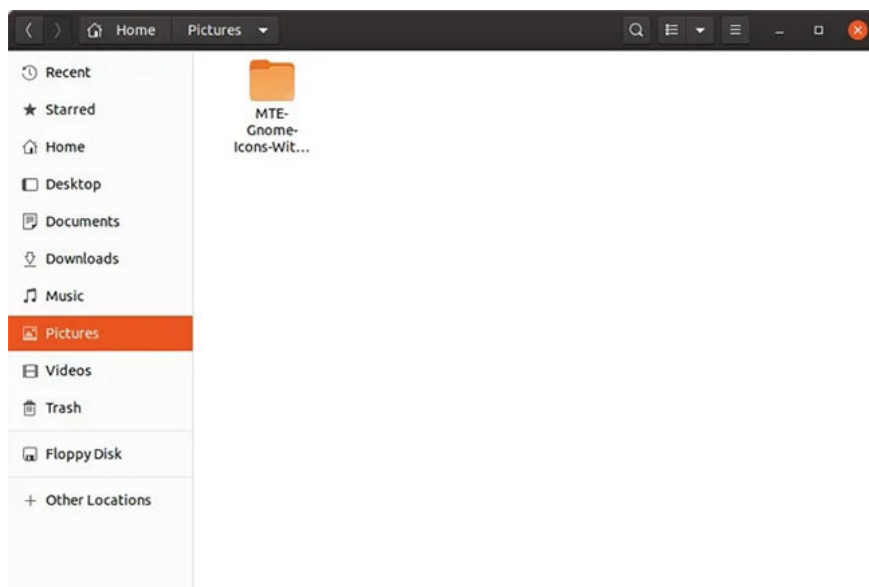 Home Pictures
Recent
Starred
Home
Desktop
Documents
Downloads
Music
Pictures
Videos
Trash
Floppy Disk
Other Locations
MTE-
Gnome-
Icons-Wit...